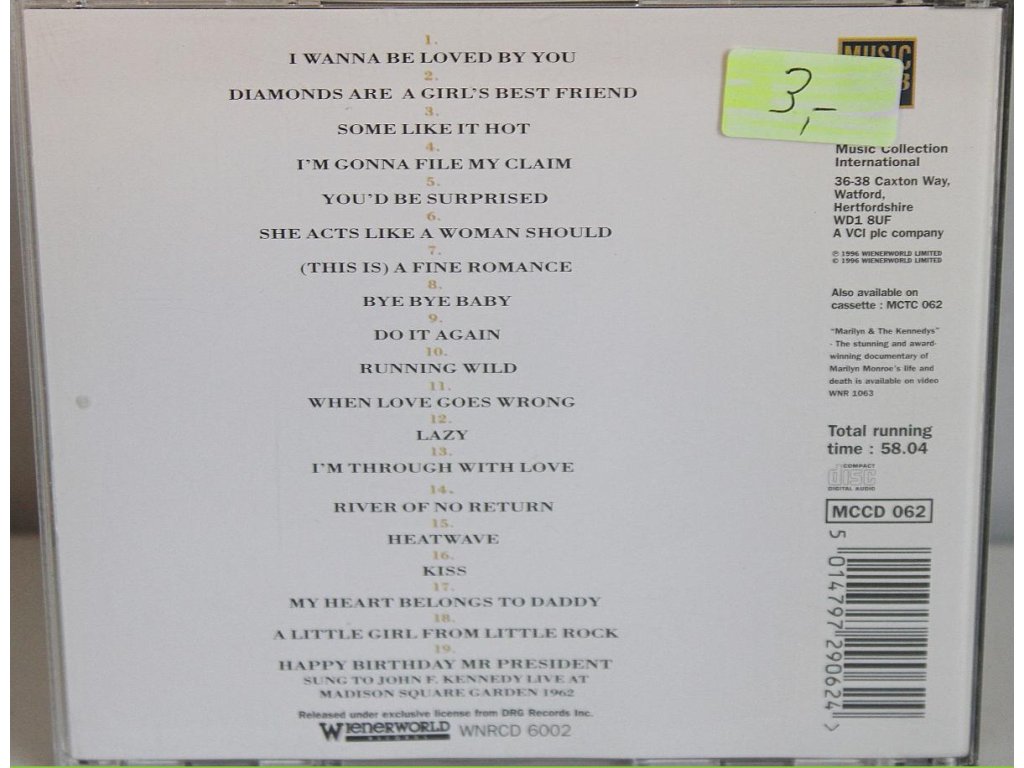 1.
I WANNA BE LOVED BY YOU
2.
DIAMONDS ARE A GIRL'S BEST FRIEND
3.
SOME LIKE IT HOT
4.
I'M GONNA FILE MY CLAIM
5.
YOU'D BE SURPRISED
6.
SHE ACTS LIKE A WOMAN SHOULD
7.
(THIS IS) A FINE ROMANCE
8.
BYE BYE BABY
9.
DO IT AGAIN
10.
RUNNING WILD
11.
WHEN LOVE GOES WRONG
12.
LAZY
13.
I'M THROUGH WITH LOVE
14.
RIVER OF NO RETURN
15.
HEATWAVE
16.
KISS
17.
MY HEART BELONGS TO DADDY
18.
A LITTLE GIRL FROM LITTLE ROCK
19.
HAPPY BIRTHDAY MR PRESIDENT
SUNG TO JOHN F. KENNEDY LIVE AT
MADISON SQUARE GARDEN 1962
Released under exclusive license from DRG Records Inc.
WIENERWORLD
RECORDS
WNRCD 6002
MUSIC
3,-
Music Collection
International
36-38 Caxton Way,
Watford,
Hertfordshire
WD1 8UF
A VCI plc company
℗ 1996 WIENERWORLD LIMITED
© 1996 WIENERWORLD LIMITED
Also available on
cassette : MCTC 062
"Marilyn & The Kennedys"
- The stunning and award-
winning documentary of
Marilyn Monroe's life and
death is available on video
WNR 1063
Total running
time : 58.04
COMPACT
disc
DIGITAL AUDIO
MCCD 062
5 014797 290624 >